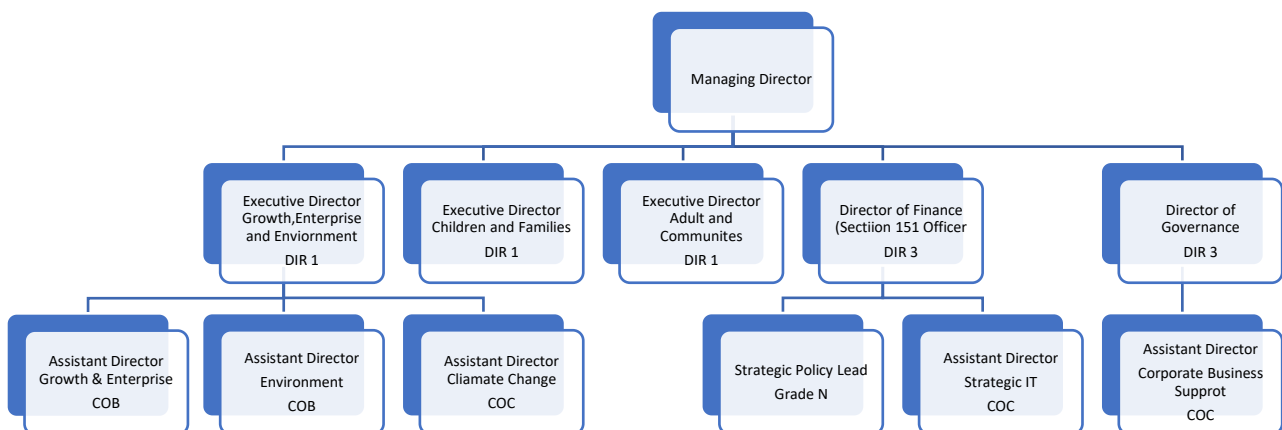 Managing Director
Executive Director
Growth,Enterprise
and Enviornment
DIR 1
Executive Director
Children and Families
DIR 1
Executive Director
Adult and
Communites
DIR 1
Director of Finance
(Sectiion 151 Officer
DIR 3
Director of
Governance
DIR 3
Assistant Director
Growth & Enterprise
COB
Assistant Director
Environment
COB
Assistant Director
Cliamate Change
COC
Strategic Policy Lead
Grade N
Assistant Director
Strategic IT
COC
Assistant Director
Corporate Business
Supprot
COC